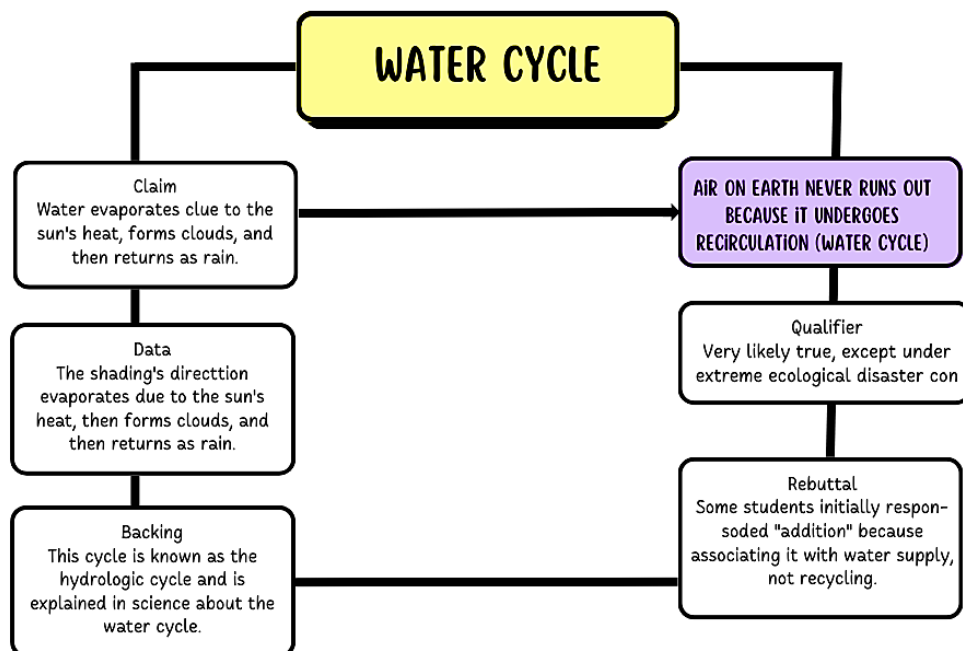 WATER CYCLE
Claim
Water evaporates clue to the
sun's heat, forms clouds, and
then returns as rain.
Data
The shading's directtion
evaporates due to the sun's
heat, then forms clouds, and
then returns as rain.
Backing
This cycle is known as the
hydrologic cycle and is
explained in science about the
water cycle.
AiR ON EARTH NEVER RUNS OUT
BECAUSE iT UNDERGOES
RECIRCULATION (WATER CYCLE)
Qualifier
Very likely true, except under
extreme ecological disaster con
Rebuttal
Some students initially respon-
soded "addition" because
associating it with water supply,
not recycling.